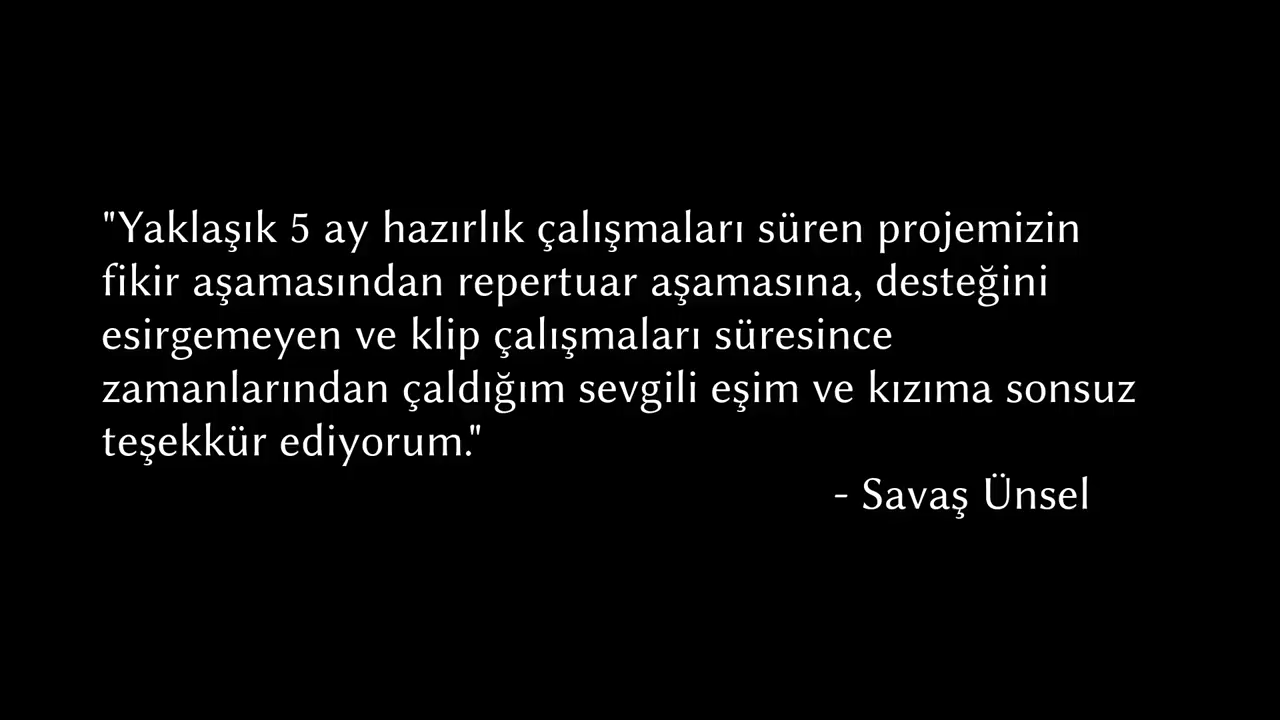 "Yaklaşık 5 ay hazırlık çalışmaları süren projemizin
fikir aşamasından repertuar aşamasına, desteğini
esirgemeyen ve klip çalışmaları süresince
zamanlarından çaldığım sevgili eşim ve kızıma sonsuz
teşekkür ediyorum."
- Savaş Ünsel